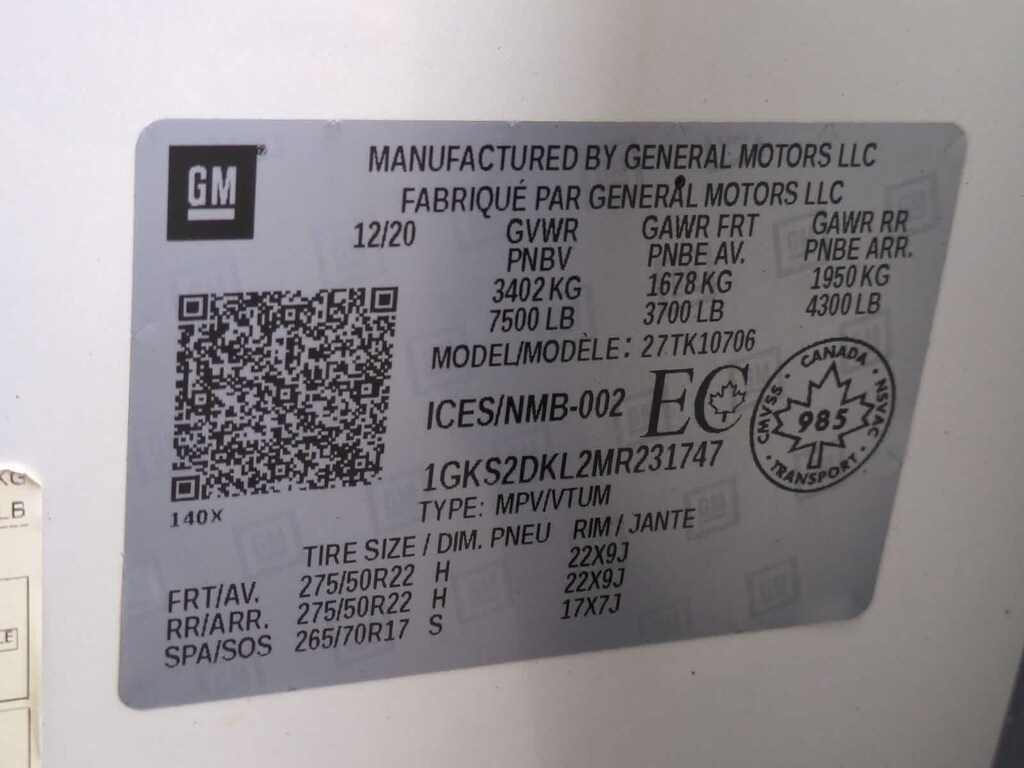 GM
MANUFACTURED BY GENERAL MOTORS LLC
FABRIQUÉ PAR GENERAL MOTORS LLC
12/20 GVWR GAWR FRT GAWR RR
PNBV PNBE AV. PNBE ARR.
3402 KG 1678 KG 1950 KG
7500 LB 3700 LB 4300 LB
MODEL/MODÈLE: 27TK10706
ICES/NMB-002 EC
CANADA
CMVSS 985 NSVAC
TRANSPORT
1GKS2DKL2MR231747
TYPE: MPV/VTUM
140X
TIRE SIZE / DIM. PNEU RIM / JANTE
FRT/AV. 275/50R22 H 22X9J
RR/ARR. 275/50R22 H 22X9J
SPA/SOS 265/70R17 S 17X7J
KG
LB